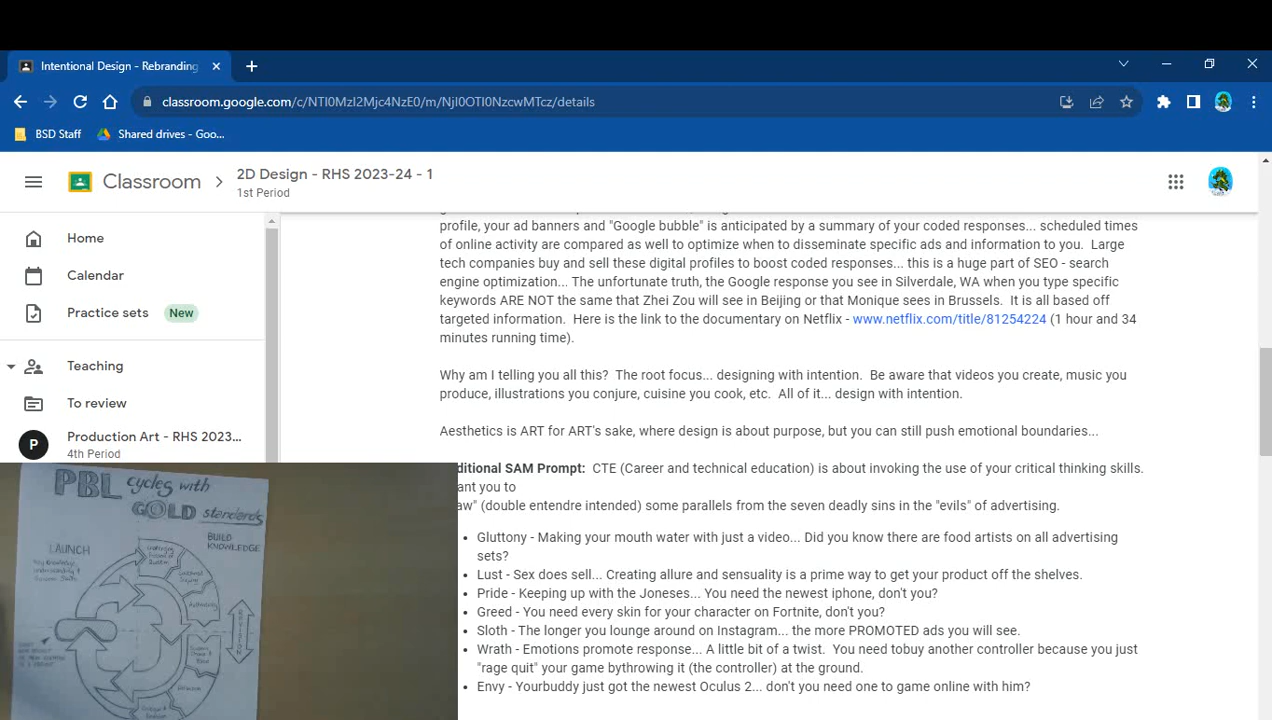 Intentional Design - Rebranding
classroom.google.com/c/NTI0MzI2Mjc4NzE0/m/NjI0OTI0NzcwMTcz/details
BSD Staff
Shared drives - Goo...
Classroom
2D Design - RHS 2023-24 - 1
1st Period
Home
Calendar
Practice sets New
Teaching
To review
P
Production Art - RHS 2023...
4th Period
profile, your ad banners and "Google bubble" is anticipated by a summary of your coded responses... scheduled times
of online activity are compared as well to optimize when to disseminate specific ads and information to you. Large
tech companies buy and sell these digital profiles to boost coded responses... this is a huge part of SEO - search
engine optimization... The unfortunate truth, the Google response you see in Silverdale, WA when you type specific
keywords ARE NOT the same that Zhei Zou will see in Beijing or that Monique sees in Brussels. It is all based off
targeted information. Here is the link to the documentary on Netflix - www.netflix.com/title/81254224 (1 hour and 34
minutes running time).
Why am I telling you all this? The root focus... designing with intention. Be aware that videos you create, music you
produce, illustrations you conjure, cuisine you cook, etc. All of it... design with intention.
Aesthetics is ART for ART's sake, where design is about purpose, but you can still push emotional boundaries...
ditional SAM Prompt: CTE (Career and technical education) is about invoking the use of your critical thinking skills.
ant you to
aw" (double entendre intended) some parallels from the seven deadly sins in the "evils" of advertising.
Gluttony - Making your mouth water with just a video... Did you know there are food artists on all advertising
sets?
Lust - Sex does sell... Creating allure and sensuality is a prime way to get your product off the shelves.
Pride - Keeping up with the Joneses... You need the newest iphone, don't you?
Greed - You need every skin for your character on Fortnite, don't you?
Sloth - The longer you lounge around on Instagram... the more PROMOTED ads you will see.
Wrath - Emotions promote response... A little bit of a twist. You need tobuy another controller because you just
"rage quit" your game bythrowing it (the controller) at the ground.
Envy - Yourbuddy just got the newest Oculus 2... don't you need one to game online with him?
PBL cycles with
GOLD standards
LAUNCH
BUILD
KNOWLEDGE
Authenticity